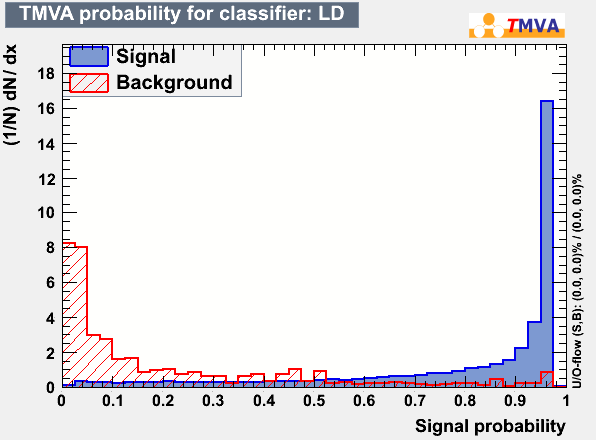 TMVA probability for classifier: LD
TMVA
Signal
Background
(1/N) dN / dx
18
16
14
12
10
8
6
4
2
0
0 0.1 0.2 0.3 0.4 0.5 0.6 0.7 0.8 0.9 1
Signal probability
U/O-flow (S,B): (0.0, 0.0)% / (0.0, 0.0)%